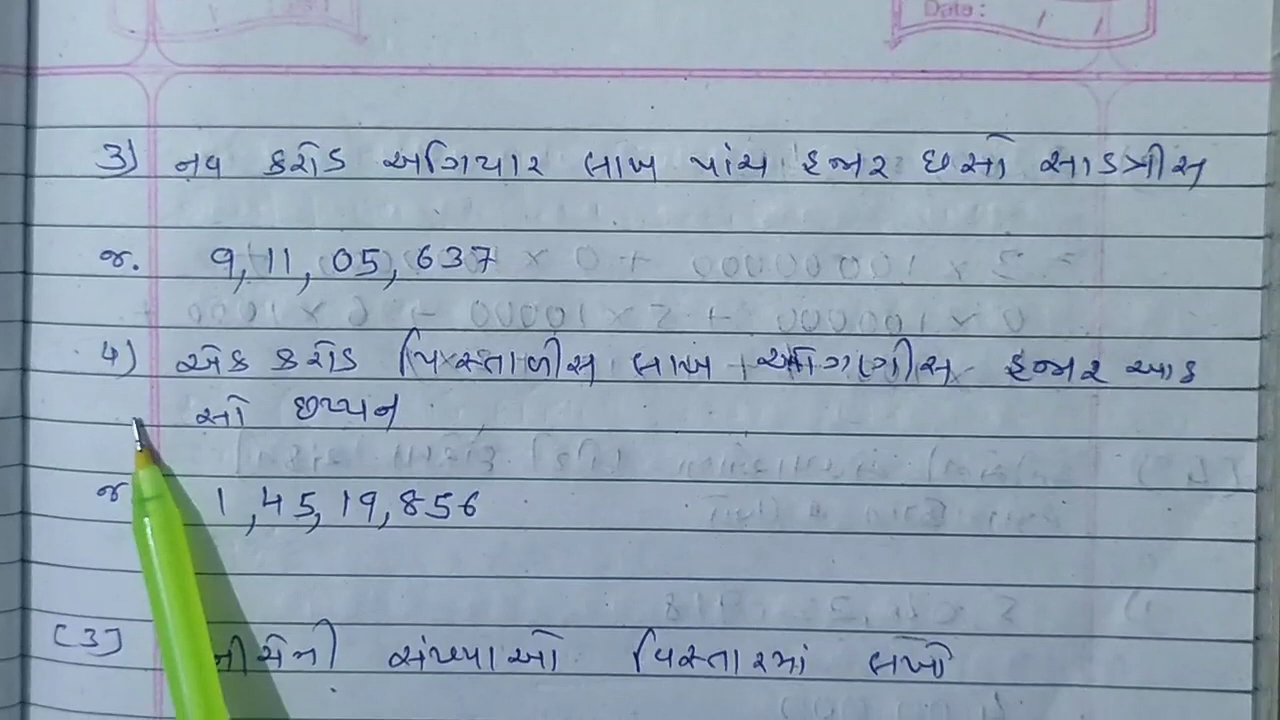 Date: / /
3) નવ કરોડ અગિયાર લાખ પાંચ હજાર છસો સાડત્રીસ
જ. 9,11,05,637
4) એક કરોડ પિસ્તાળીસ લાખ ઓગણીસ હજાર આઠ
સો છપ્પન
જ 1,45,19,856
[3] નીચેની સંખ્યાઓ વિસ્તારમાં લખો